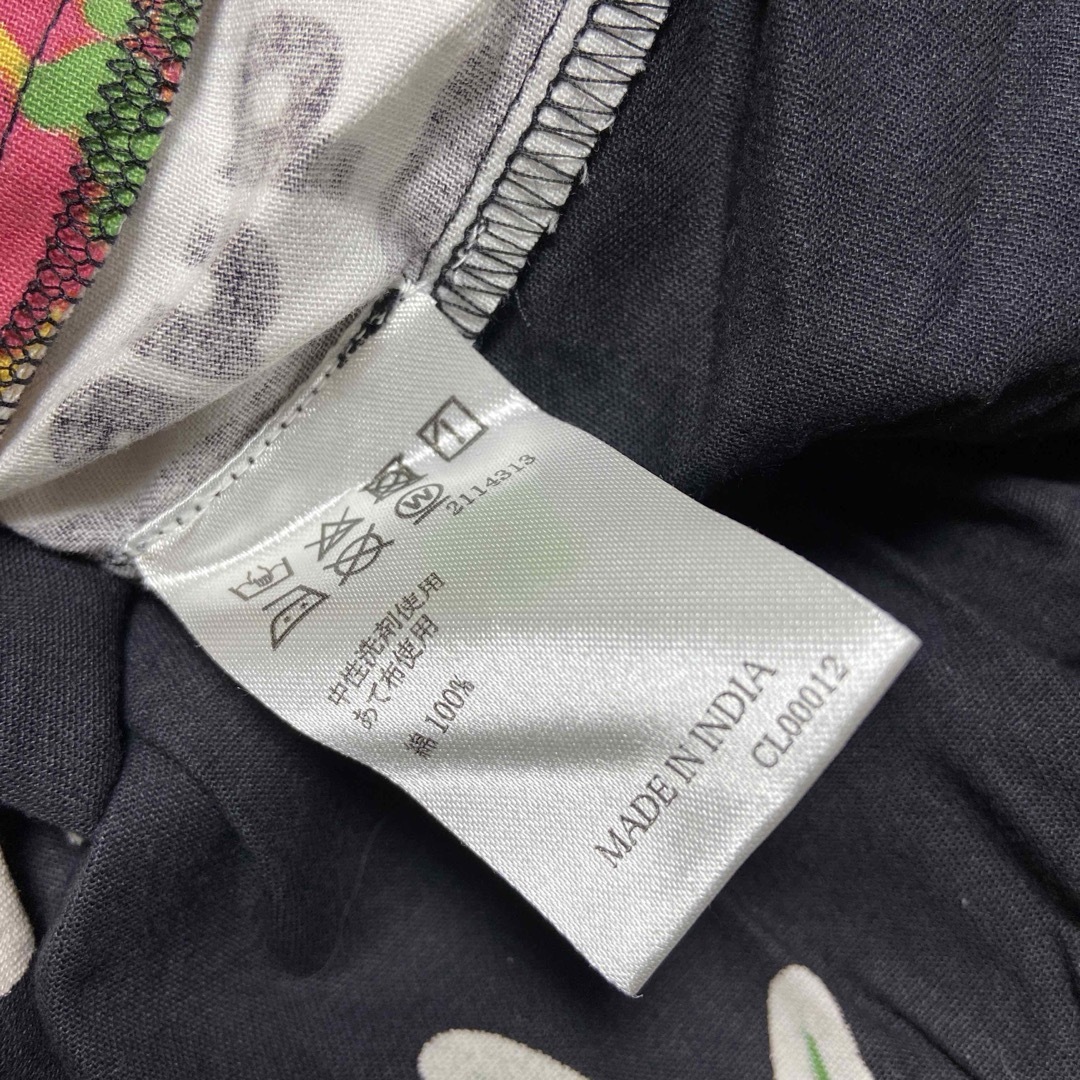 W
2114313
中性洗剤使用
あて布使用
綿 100%
MADE IN INDIA
CL00012